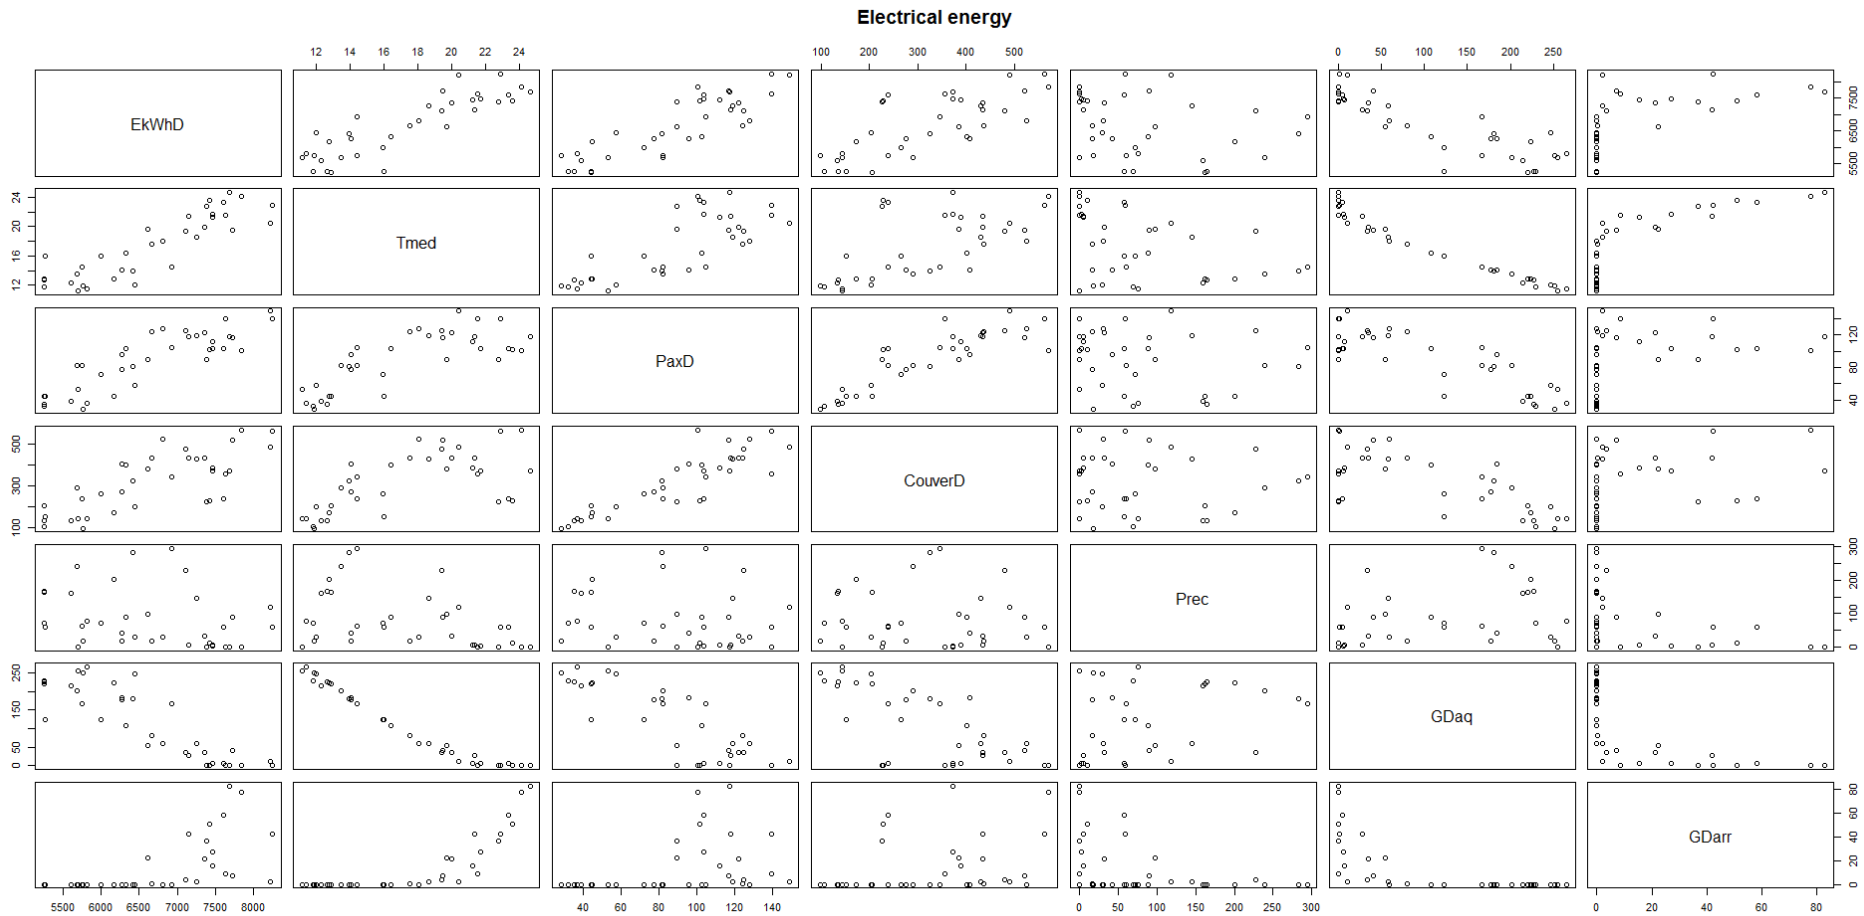 Electrical energy
12 14 16 18 20 22 24
100 200 300 400 500
0 50 100 150 200 250
EkWhD
5500 6500 7500
12 16 20 24
Tmed
PaxD
40 80 120
100 300 500
CouverD
Prec
0 100 200 300
0 50 150 250
GDaq
GDarr
0 20 40 60 80
5500 6000 6500 7000 7500 8000
40 60 80 100 120 140
0 50 100 150 200 250 300
0 20 40 60 80